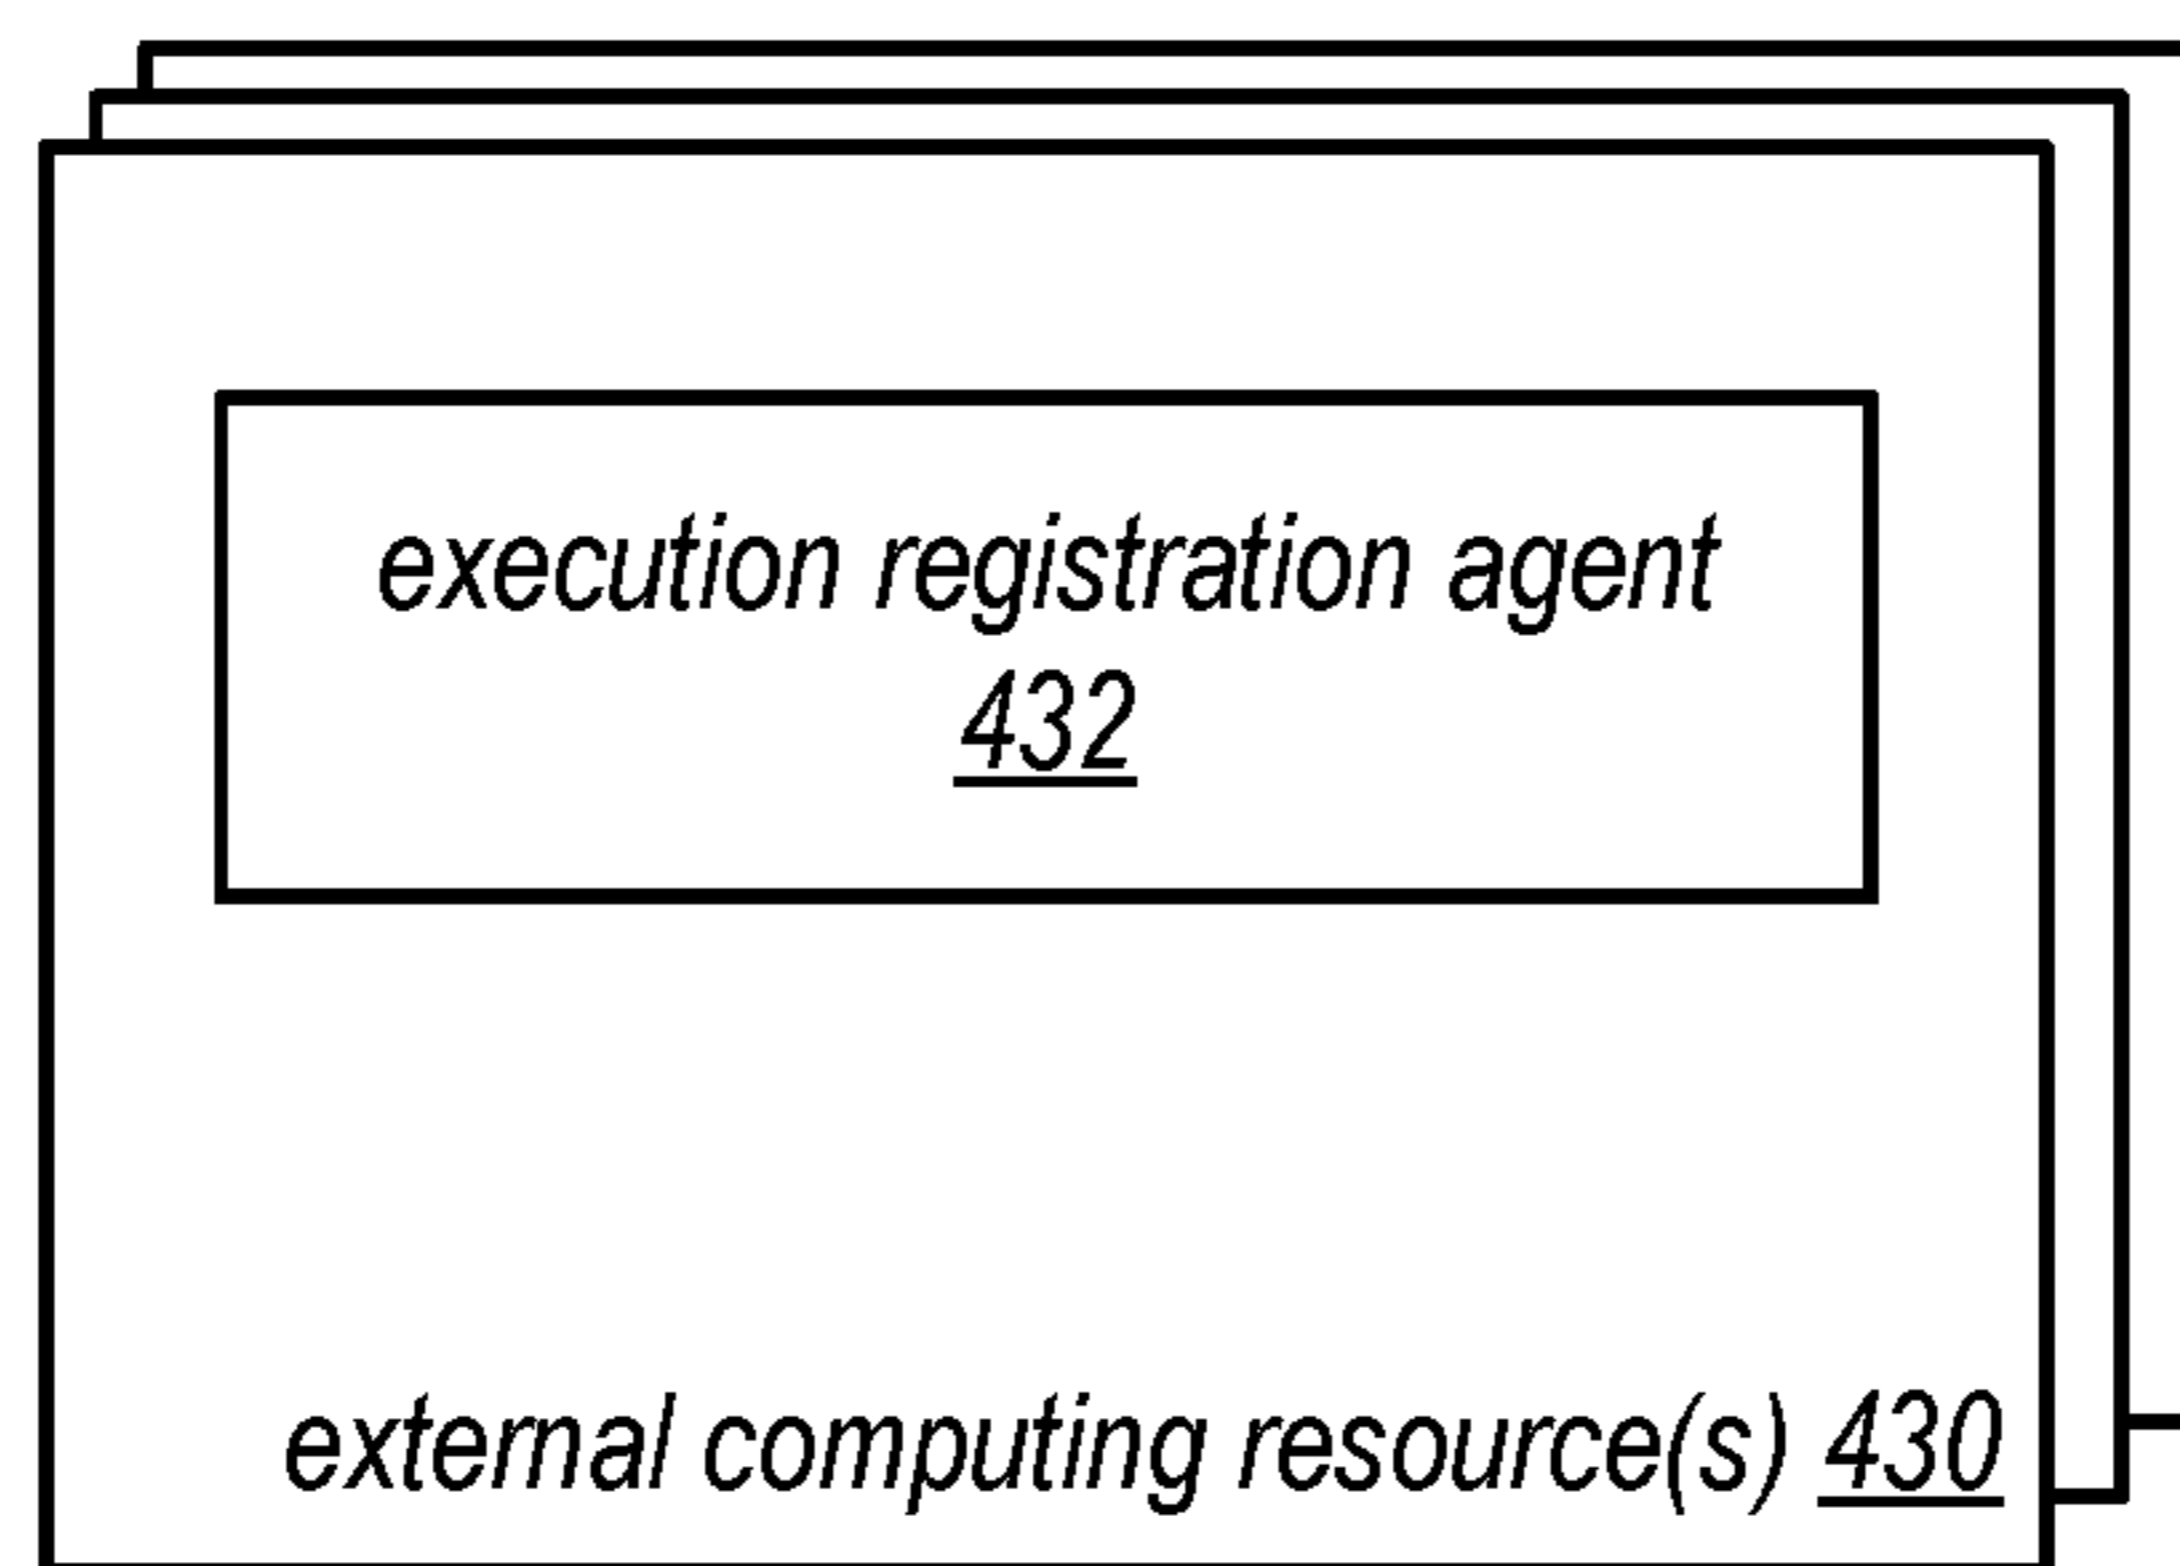 execution registration agent
432
external computing resource(s) 430